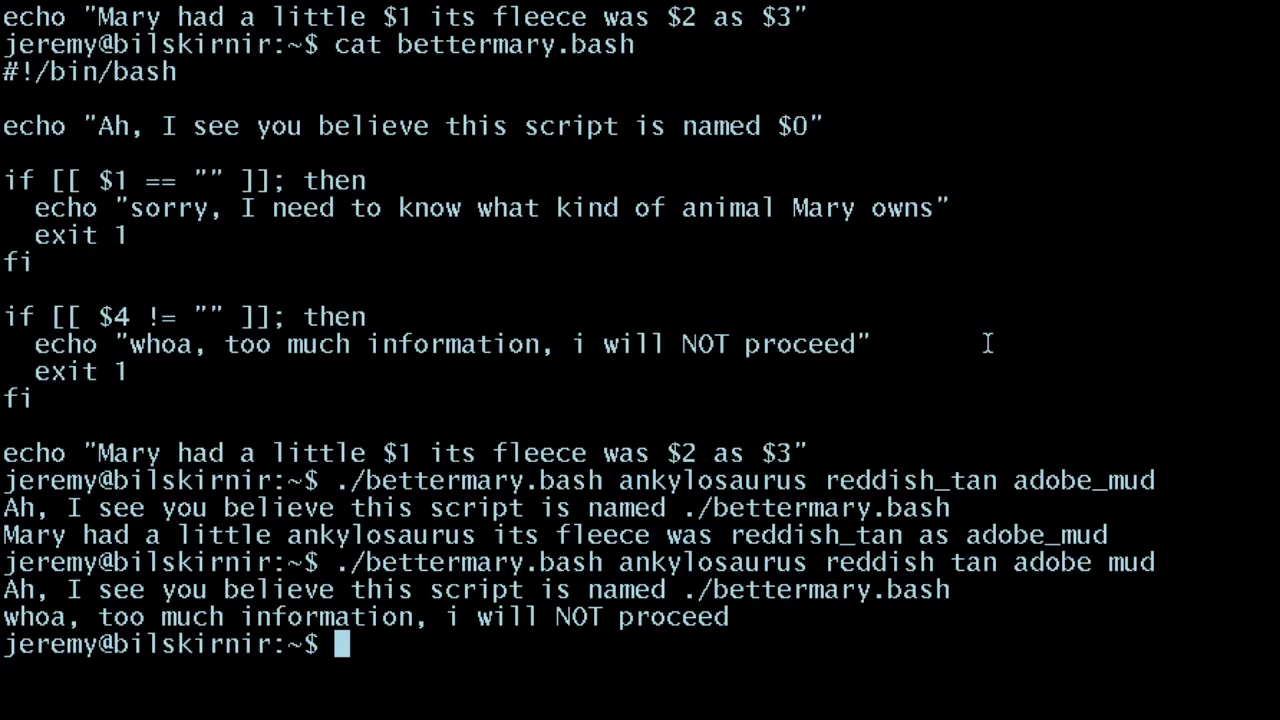 echo "Mary had a little $1 its fleece was $2 as $3"
jeremy@bilskirnir:~$ cat bettermary.bash
#!/bin/bash
echo "Ah, I see you believe this script is named $0"
if [[ $1 == "" ]]; then
  echo "sorry, I need to know what kind of animal Mary owns"
  exit 1
fi
if [[ $4 != "" ]]; then
  echo "whoa, too much information, i will NOT proceed"
  exit 1
fi
echo "Mary had a little $1 its fleece was $2 as $3"
jeremy@bilskirnir:~$ ./bettermary.bash ankylosaurus reddish_tan adobe_mud
Ah, I see you believe this script is named ./bettermary.bash
Mary had a little ankylosaurus its fleece was reddish_tan as adobe_mud
jeremy@bilskirnir:~$ ./bettermary.bash ankylosaurus reddish tan adobe mud
Ah, I see you believe this script is named ./bettermary.bash
whoa, too much information, i will NOT proceed
jeremy@bilskirnir:~$